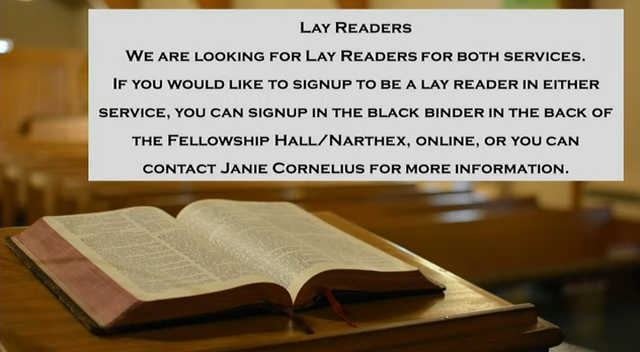 Lay Readers
We are looking for Lay Readers for both services.
If you would like to signup to be a lay reader in either
service, you can signup in the black binder in the back of
the Fellowship Hall/Narthex, online, or you can
contact Janie Cornelius for more information.